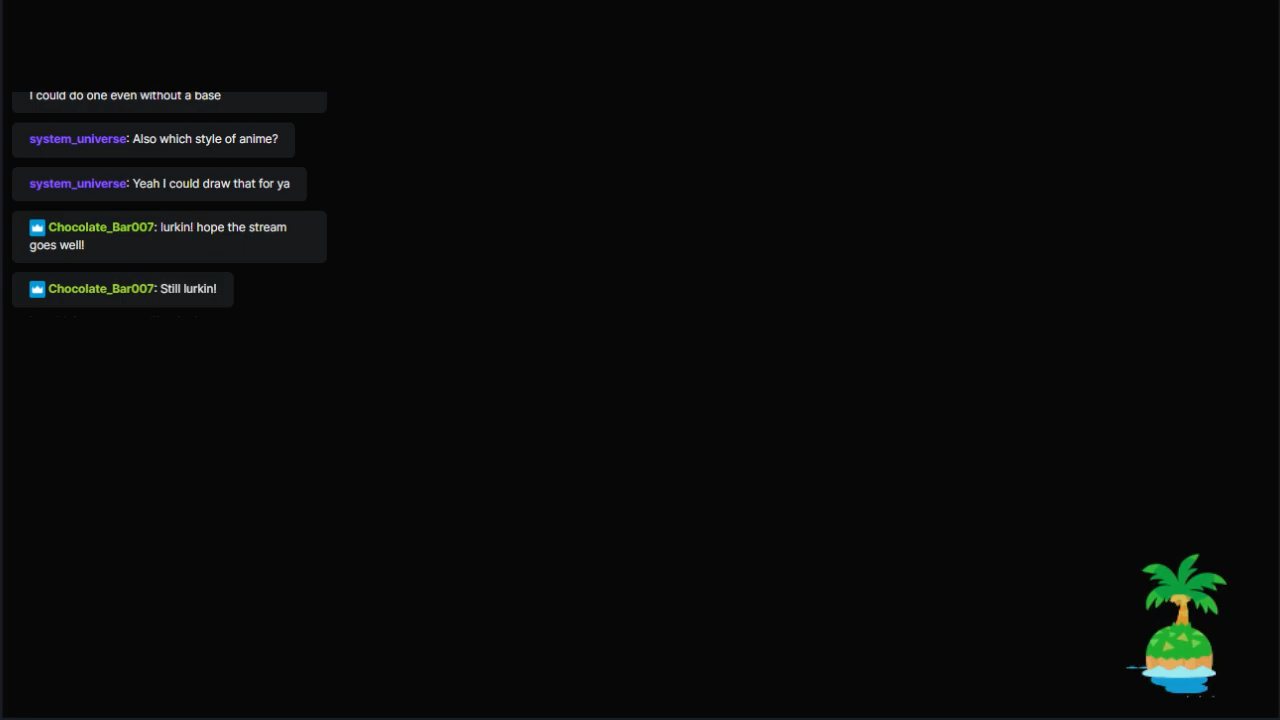 I could do one even without a base
system_universe: Also which style of anime?
system_universe: Yeah I could draw that for ya
Chocolate_Bar007: lurkin! hope the stream
goes well!
Chocolate_Bar007: Still lurkin!